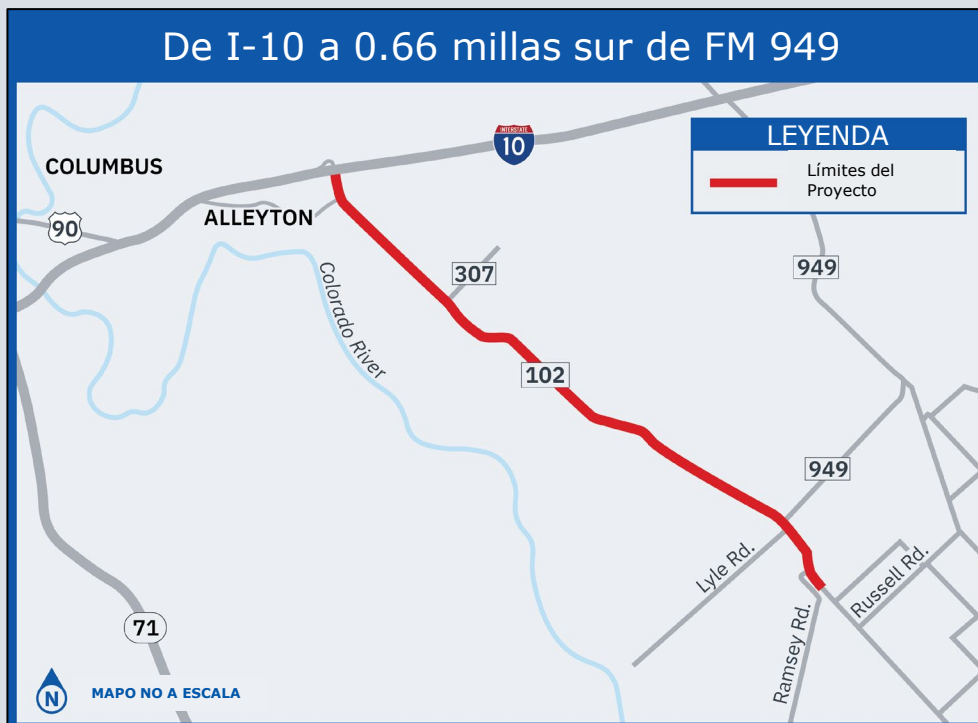 De I-10 a 0.66 millas sur de FM 949
LEYENDA
Límites del
Proyecto
INTERSTATE
10
COLUMBUS
90
ALLEYTON
307
949
Colorado River
102
949
Lyle Rd.
Russell Rd.
Ramsey Rd.
71
N
MAPO NO A ESCALA